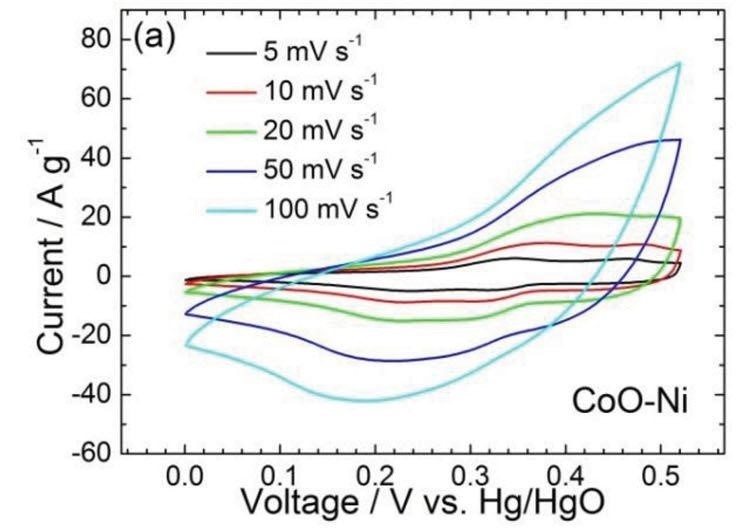 (a)
5 mV s⁻¹
10 mV s⁻¹
20 mV s⁻¹
50 mV s⁻¹
100 mV s⁻¹
80
60
40
20
0
-20
-40
-60
Current / A g⁻¹
CoO-Ni
0.0 0.1 0.2 0.3 0.4 0.5
Voltage / V vs. Hg/HgO